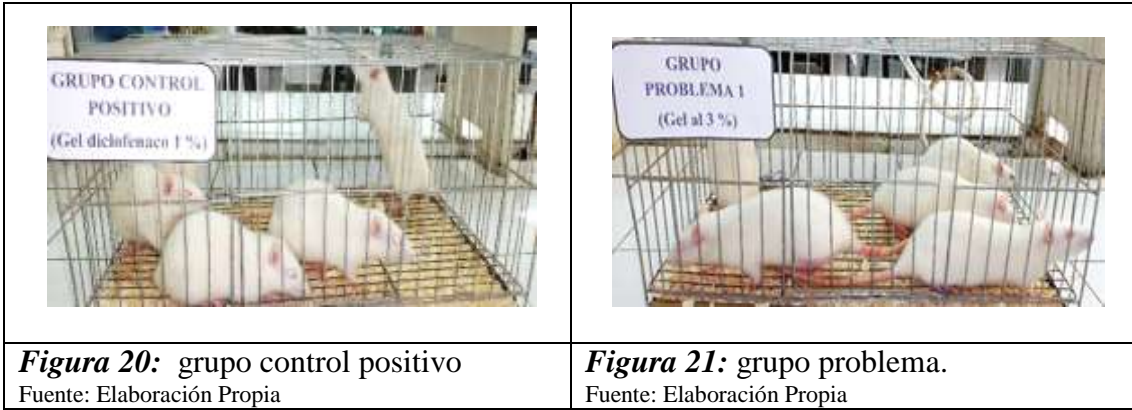 GRUPO CONTROL
POSITIVO
(Gel diclofenaco 1 %)
GRUPO
PROBLEMA 1
(Gel al 3 %)
Figura 20: grupo control positivo
Fuente: Elaboración Propia
Figura 21: grupo problema.
Fuente: Elaboración Propia